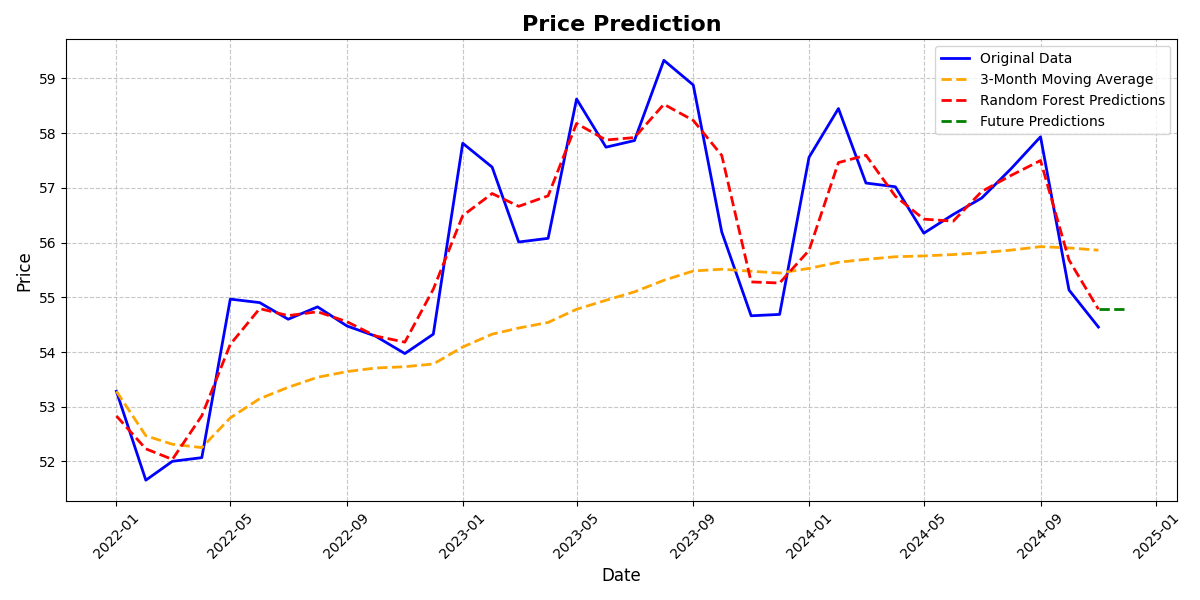 Price Prediction
Original Data
3-Month Moving Average
Random Forest Predictions
Future Predictions
Price
59
58
57
56
55
54
53
52
2022-01
2022-05
2022-09
2023-01
2023-05
2023-09
2024-01
2024-05
2024-09
2025-01
Date